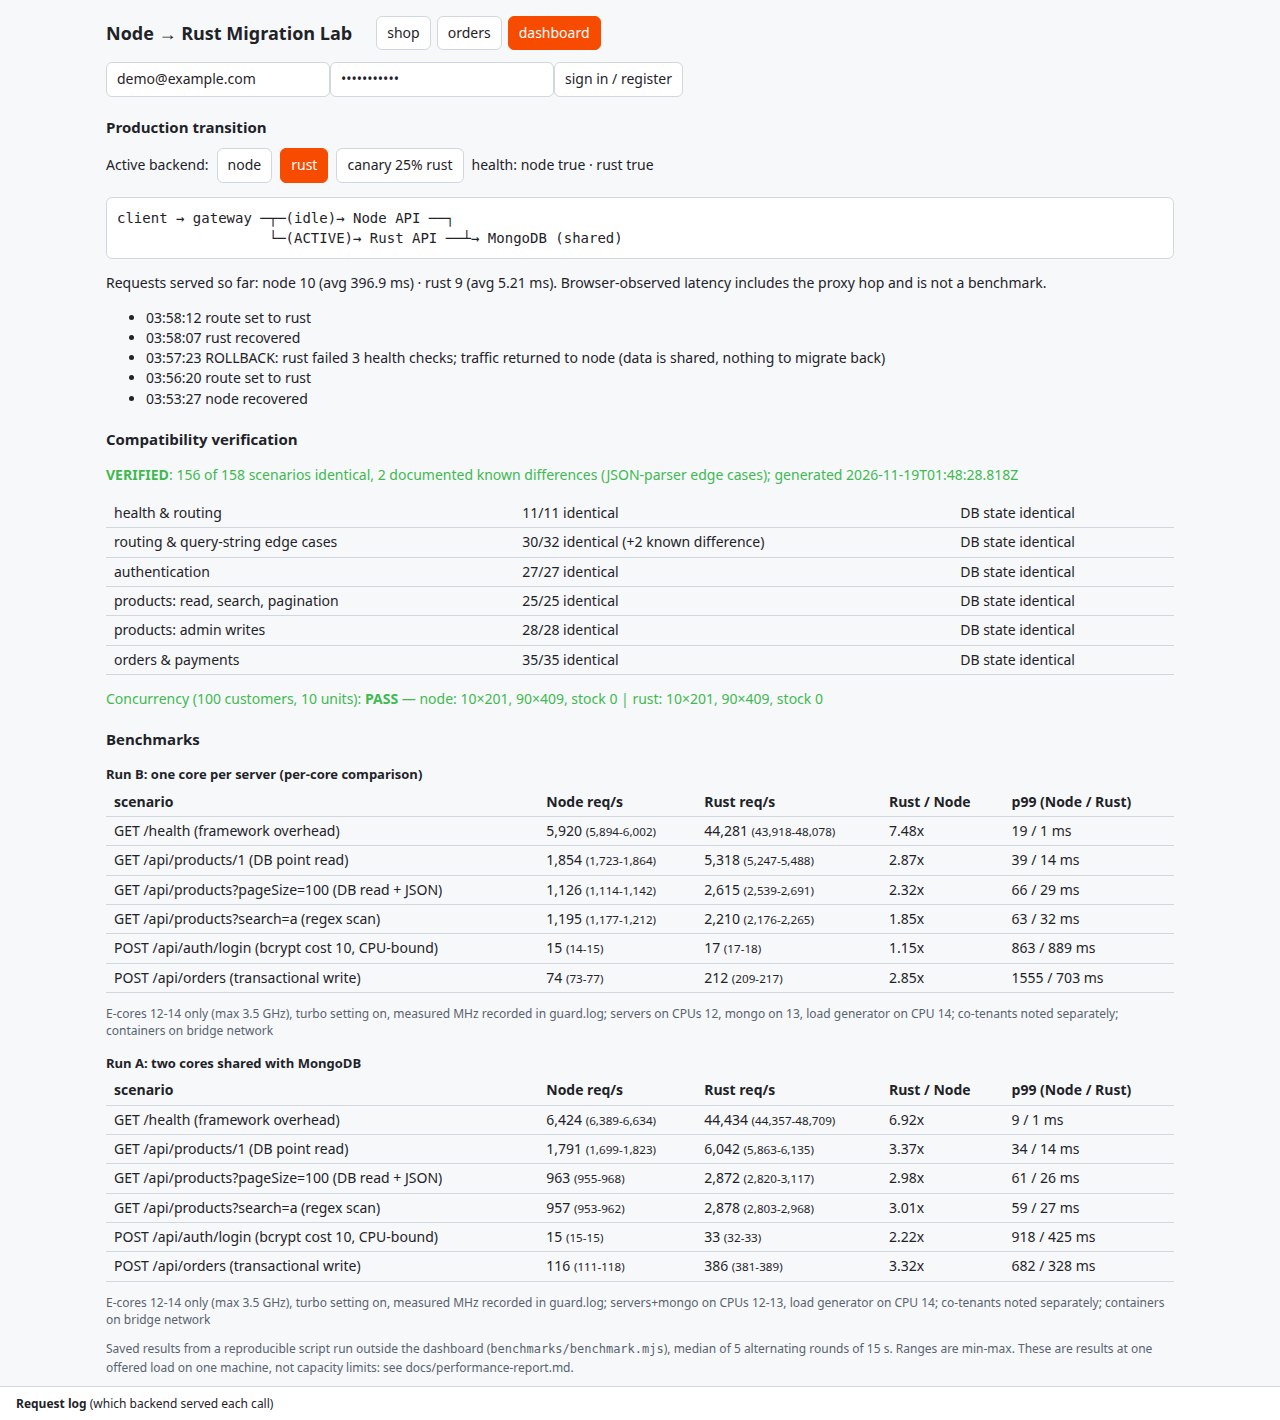 Node → Rust Migration Lab shop orders dashboard
demo@example.com ••••••••••• sign in / register
Production transition
Active backend: node rust canary 25% rust health: node true · rust true
client → gateway ─┬─(idle)→ Node API ──┐
└─(ACTIVE)→ Rust API ──┴→ MongoDB (shared)
Requests served so far: node 10 (avg 396.9 ms) · rust 9 (avg 5.21 ms). Browser-observed latency includes the proxy hop and is not a benchmark.
• 03:58:12 route set to rust
• 03:58:07 rust recovered
• 03:57:23 ROLLBACK: rust failed 3 health checks; traffic returned to node (data is shared, nothing to migrate back)
• 03:56:20 route set to rust
• 03:53:27 node recovered
Compatibility verification
VERIFIED: 156 of 158 scenarios identical, 2 documented known differences (JSON-parser edge cases); generated 2026-11-19T01:48:28.818Z
health & routing 11/11 identical DB state identical
routing & query-string edge cases 30/32 identical (+2 known difference) DB state identical
authentication 27/27 identical DB state identical
products: read, search, pagination 25/25 identical DB state identical
products: admin writes 28/28 identical DB state identical
orders & payments 35/35 identical DB state identical
Concurrency (100 customers, 10 units): PASS — node: 10×201, 90×409, stock 0 | rust: 10×201, 90×409, stock 0
Benchmarks
Run B: one core per server (per-core comparison)
scenario Node req/s Rust req/s Rust / Node p99 (Node / Rust)
GET /health (framework overhead) 5,920 (5,894-6,002) 44,281 (43,918-48,078) 7.48x 19 / 1 ms
GET /api/products/1 (DB point read) 1,854 (1,723-1,864) 5,318 (5,247-5,488) 2.87x 39 / 14 ms
GET /api/products?pageSize=100 (DB read + JSON) 1,126 (1,114-1,142) 2,615 (2,539-2,691) 2.32x 66 / 29 ms
GET /api/products?search=a (regex scan) 1,195 (1,177-1,212) 2,210 (2,176-2,265) 1.85x 63 / 32 ms
POST /api/auth/login (bcrypt cost 10, CPU-bound) 15 (14-15) 17 (17-18) 1.15x 863 / 889 ms
POST /api/orders (transactional write) 74 (73-77) 212 (209-217) 2.85x 1555 / 703 ms
E-cores 12-14 only (max 3.5 GHz), turbo setting on, measured MHz recorded in guard.log; servers on CPUs 12, mongo on 13, load generator on CPU 14; co-tenants noted separately;
containers on bridge network
Run A: two cores shared with MongoDB
scenario Node req/s Rust req/s Rust / Node p99 (Node / Rust)
GET /health (framework overhead) 6,424 (6,389-6,634) 44,434 (44,357-48,709) 6.92x 9 / 1 ms
GET /api/products/1 (DB point read) 1,791 (1,699-1,823) 6,042 (5,863-6,135) 3.37x 34 / 14 ms
GET /api/products?pageSize=100 (DB read + JSON) 963 (955-968) 2,872 (2,820-3,117) 2.98x 61 / 26 ms
GET /api/products?search=a (regex scan) 957 (953-962) 2,878 (2,803-2,968) 3.01x 59 / 27 ms
POST /api/auth/login (bcrypt cost 10, CPU-bound) 15 (15-15) 33 (32-33) 2.22x 918 / 425 ms
POST /api/orders (transactional write) 116 (111-118) 386 (381-389) 3.32x 682 / 328 ms
E-cores 12-14 only (max 3.5 GHz), turbo setting on, measured MHz recorded in guard.log; servers+mongo on CPUs 12-13, load generator on CPU 14; co-tenants noted separately; containers
on bridge network
Saved results from a reproducible script run outside the dashboard (benchmarks/benchmark.mjs), median of 5 alternating rounds of 15 s. Ranges are min-max. These are results at one
offered load on one machine, not capacity limits: see docs/performance-report.md.
Request log (which backend served each call)